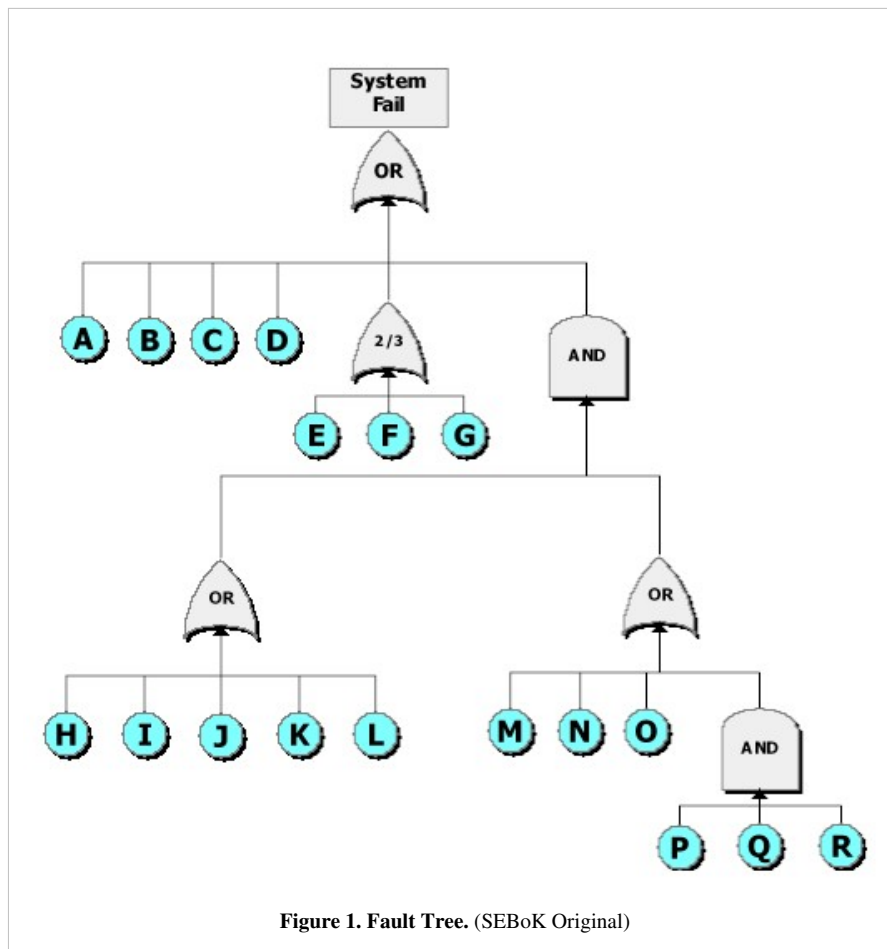 System
Fail
OR
A B C D
2/3
AND
E F G
OR
OR
H I J K L
M N O
AND
P Q R
Figure 1. Fault Tree. (SEBoK Original)